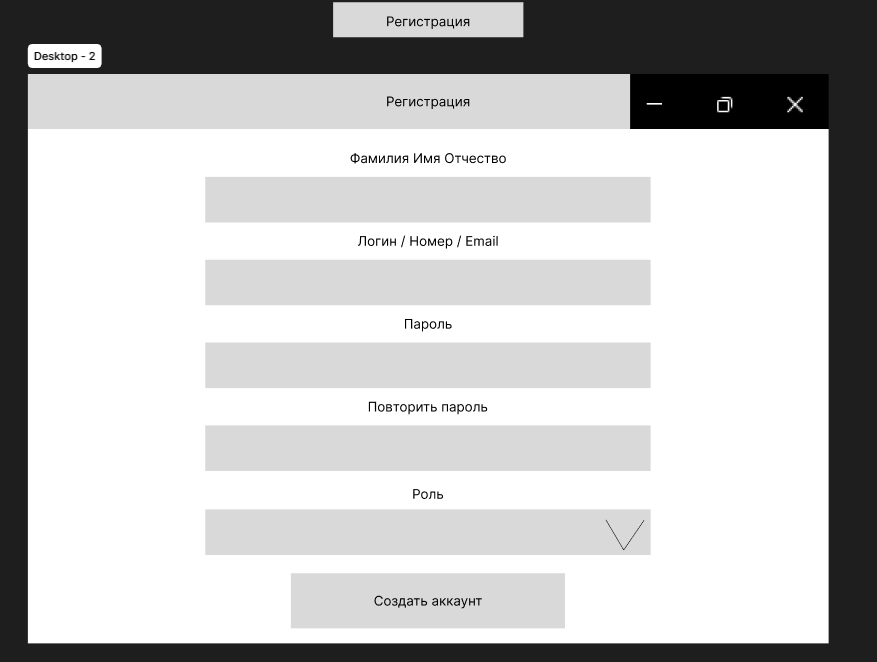 Регистрация
Desktop - 2
Регистрация
Фамилия Имя Отчество
Логин / Номер / Email
Пароль
Повторить пароль
Роль
Создать аккаунт